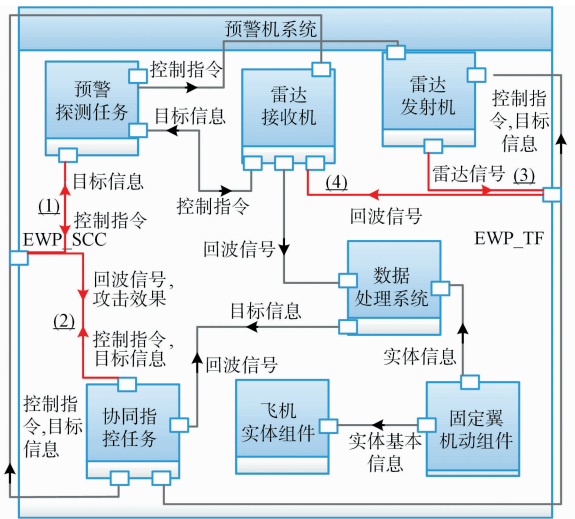 预警机系统
预警
探测任务
控制指令
目标信息
雷达
接收机
雷达
发射机
控制指
令,目标
信息
目标信息
(1)
控制指令
EWP_SCC
控制指令
(4)
回波信号
雷达信号
(3)
EWP_TF
回波信号,
攻击效果
(2)
控制指令,
目标信息
回波信号
数据
处理系统
目标信息
回波信号
实体信息
控制指
令,目标
信息
协同指
控任务
飞机
实体组件
实体基本
信息
固定翼
机动组件